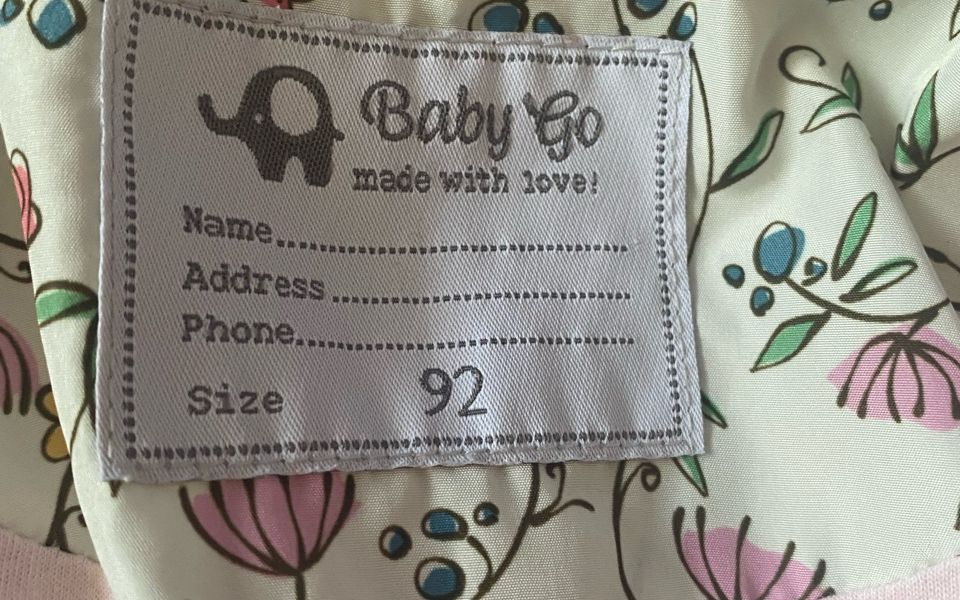 Baby Go
made with love!
Name
Address
Phone
Size 92